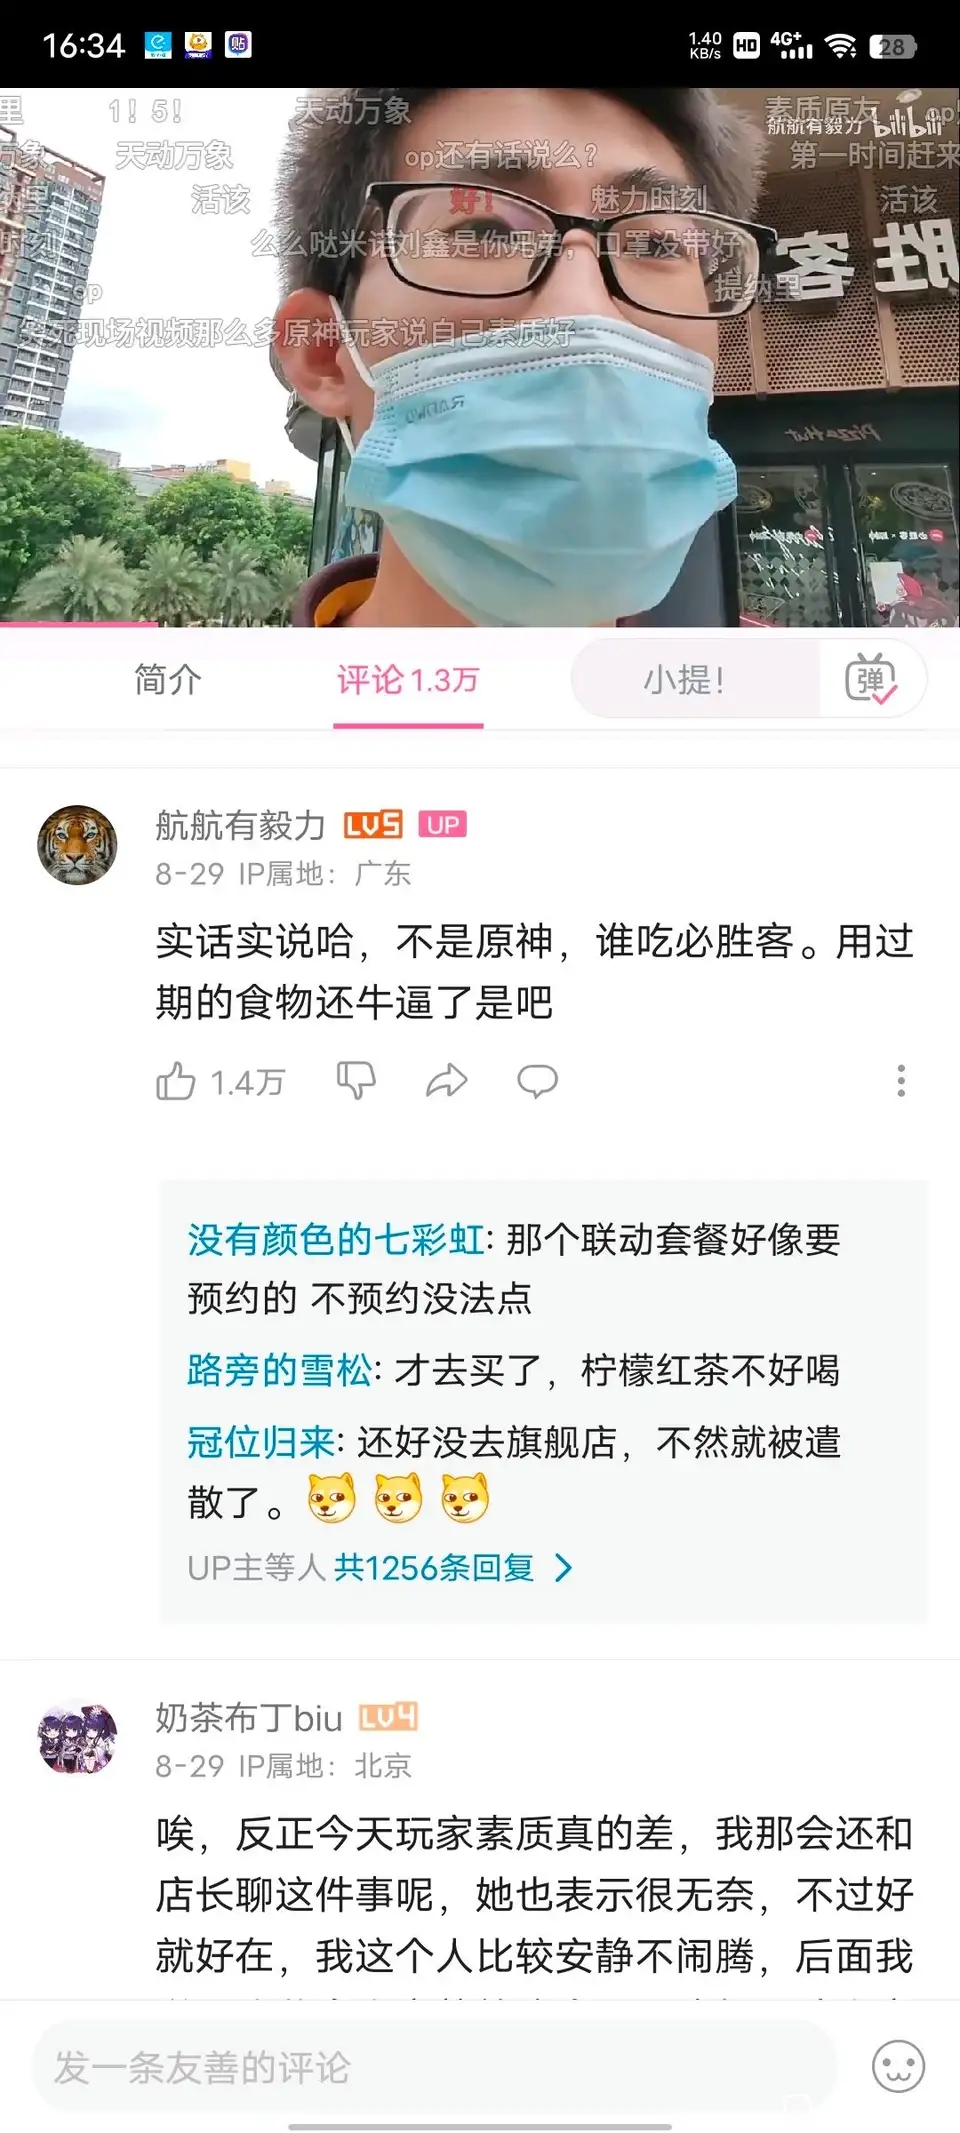 16:34
1.40
KB/s
HD
4G+
28
里
1！5！
天动万象
素质原友
航航有毅力 bilibili
万象
天动万象
op还有话说么？
第一时间赶来
活该
好！
魅力时刻
活该
时刻
么么哒米诺刘鑫是你兄弟，口罩没带好
op
提纳里
现场视频那么多原神玩家说自己素质好
胜客
Pizza Hut
简介
评论 1.3万
小提！
弹
航航有毅力 LV5 UP
8-29 IP属地：广东
实话实说哈，不是原神，谁吃必胜客。用过
期的食物还牛逼了是吧
1.4万
没有颜色的七彩虹: 那个联动套餐好像要
预约的 不预约没法点
路旁的雪松: 才去买了，柠檬红茶不好喝
冠位归来: 还好没去旗舰店，不然就被遣
散了。
UP主等人 共1256条回复
奶茶布丁biu LV4
8-29 IP属地：北京
唉，反正今天玩家素质真的差，我那会还和
店长聊这件事呢，她也表示很无奈，不过好
就好在，我这个人比较安静不闹腾，后面我
发一条友善的评论